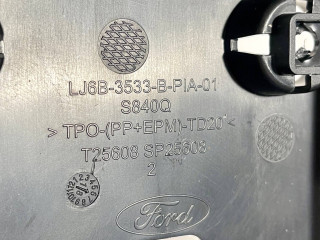 LJ6B-3533-B-PIA-01
S840Q
> TPO-(PP+EPM)-TD20<
T25608 SP25608
2
Ford